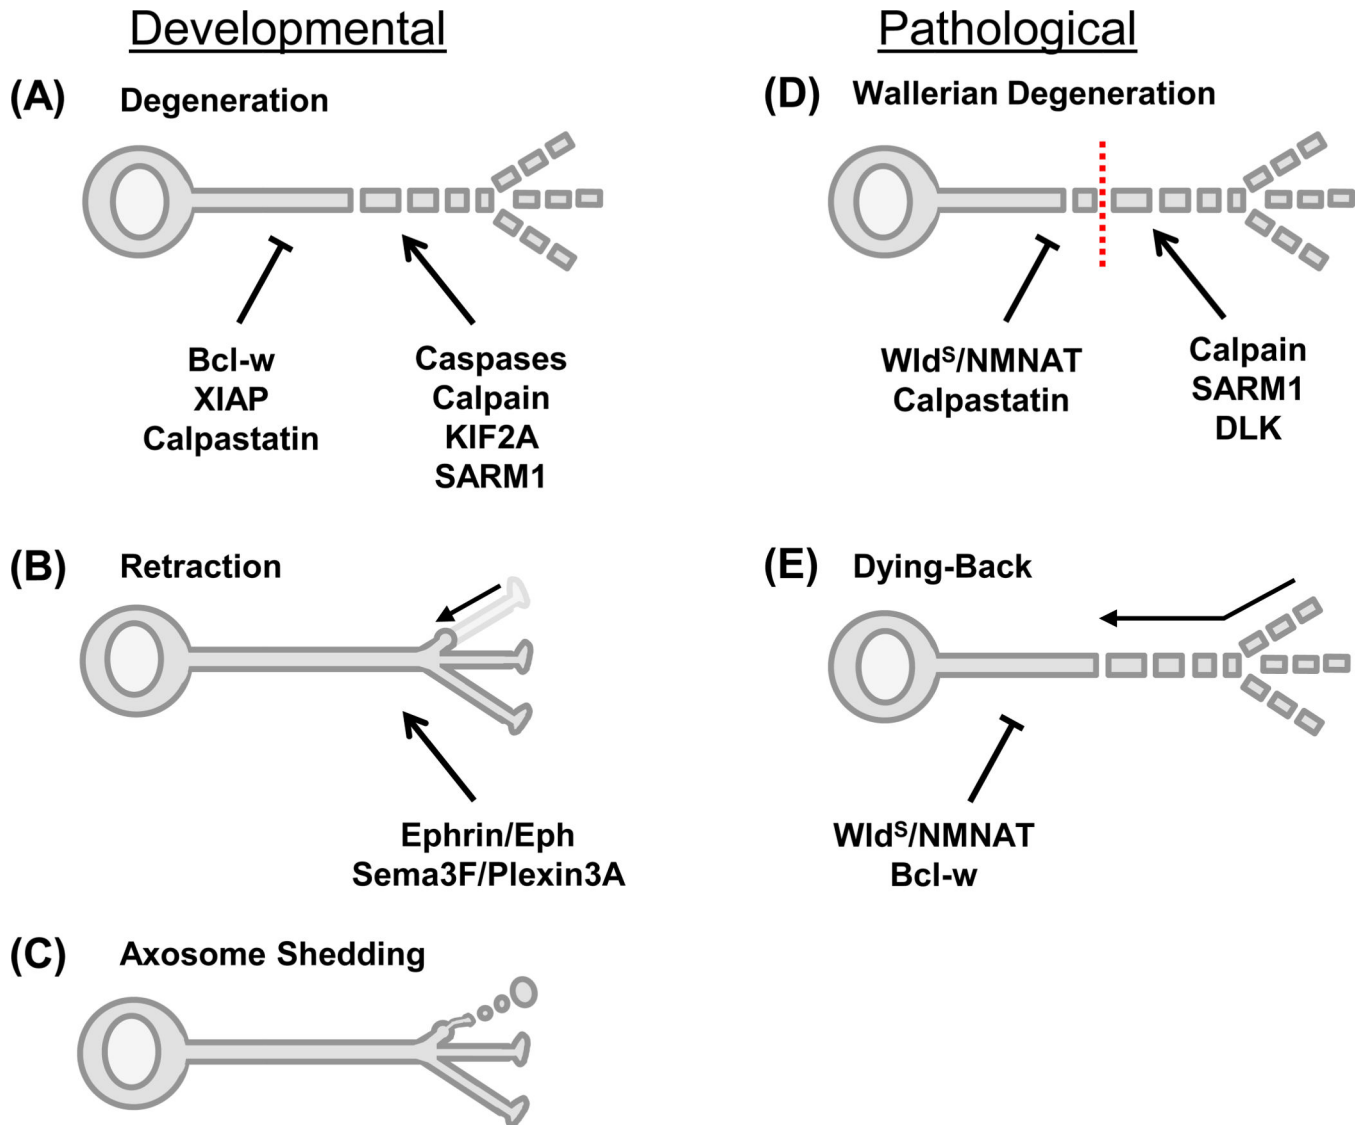 Developmental
(A) Degeneration
Bcl-w
XIAP
Calpastatin
Caspases
Calpain
KIF2A
SARM1
(B) Retraction
Ephrin/Eph
Sema3F/Plexin3A
(C) Axosome Shedding
Pathological
(D) Wallerian Degeneration
Wldˢ/NMNAT
Calpastatin
Calpain
SARM1
DLK
(E) Dying-Back
Wldˢ/NMNAT
Bcl-w